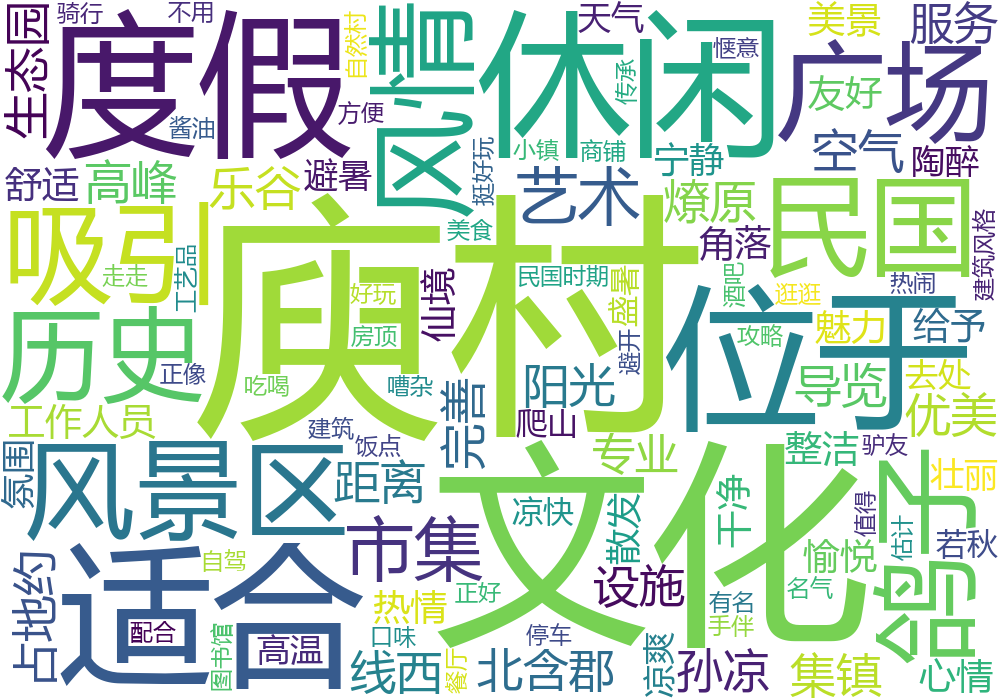 骑行
不用
天气
美景
服务
生态园
度假
自然村
风情
休闲
惬意
广场
传承
友好
酱油
方便
空气
陶醉
小镇
商铺
宁静
挺好玩
舒适
高峰
乐谷
避暑
艺术
燎原
民国
吸引
庾村
美食
角落
建筑风格
工艺品
走走
仙境
民国时期
盛暑
酒吧
逛逛
热闹
好玩
位于
历史
房顶
避开
攻略
魅力
给予
正像
吃喝
嘈杂
阳光
导览
去处
完善
爬山
优美
工作人员
建筑
饭点
专业
整洁
驴友
氛围
风景区
距离
文化
壮丽
凉快
散发
干净
值得
鸽子
市集
估计
若秋
占地约
适合
自驾
愉悦
设施
热情
正好
名气
有名
手伴
配合
图书馆
高温
口味
停车
凉爽
线西
餐厅
北含郡
孙凉
集镇
心情